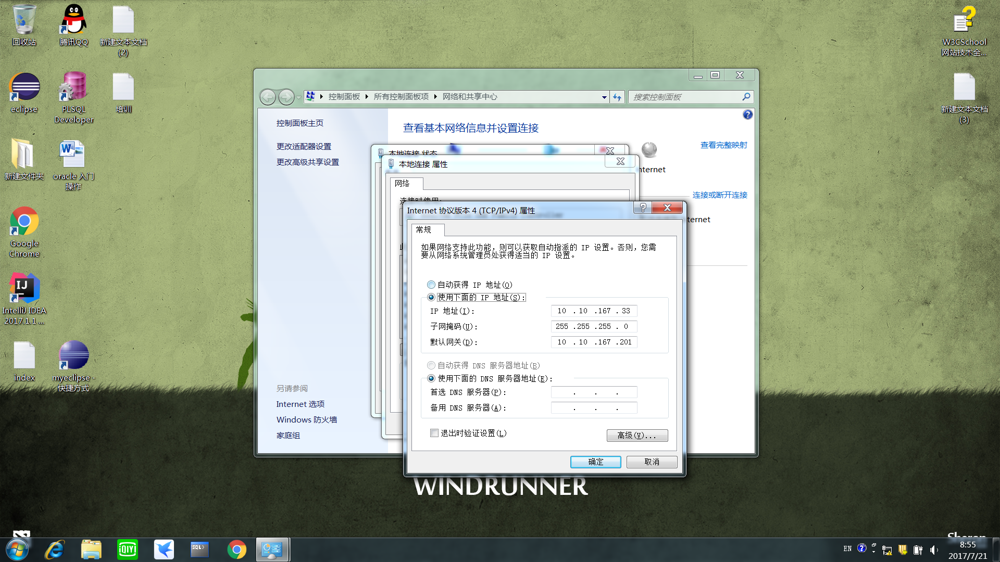 回收站
腾讯QQ
新建文本文档
(2)
eclipse
PLSQL
Developer
培训
新建文件夹
oracle 入门
操作
Google
Chrome
IntelliJ IDEA
2017.1.1 ...
index
myeclipse -
快捷方式
W3CSchool
网站技术全...
新建文本文档
(3)
控制面板
所有控制面板项
网络和共享中心
搜索控制面板
控制面板主页
更改适配器设置
更改高级共享设置
另请参阅
Internet 选项
Windows 防火墙
家庭组
查看基本网络信息并设置连接
查看完整映射
nternet
连接或断开连接
ternet
本地连接 状态
本地连接 属性
网络
连接时使用:
Internet 协议版本 4 (TCP/IPv4) 属性
常规
如果网络支持此功能，则可以获取自动指派的 IP 设置。否则，您需
要从网络系统管理员处获得适当的 IP 设置。
自动获得 IP 地址(O)
使用下面的 IP 地址(S):
IP 地址(I):
10 . 10 .167 . 33
子网掩码(U):
255 .255 .255 . 0
默认网关(D):
10 . 10 .167 .201
自动获得 DNS 服务器地址(B)
使用下面的 DNS 服务器地址(E):
首选 DNS 服务器(P):
. . .
备用 DNS 服务器(A):
. . .
退出时验证设置(L)
高级(V)...
确定
取消
WINDRUNNER
iQIYI
SQL>
EN
8:55
2017/7/21